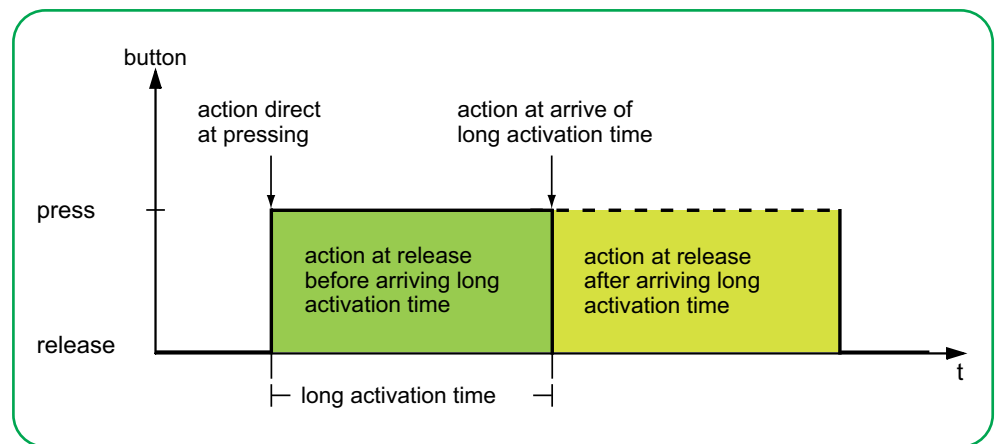 button
action direct
at pressing
action at arrive of
long activation time
press
action at release
before arriving long
activation time
action at release
after arriving long
activation time
release
t
long activation time